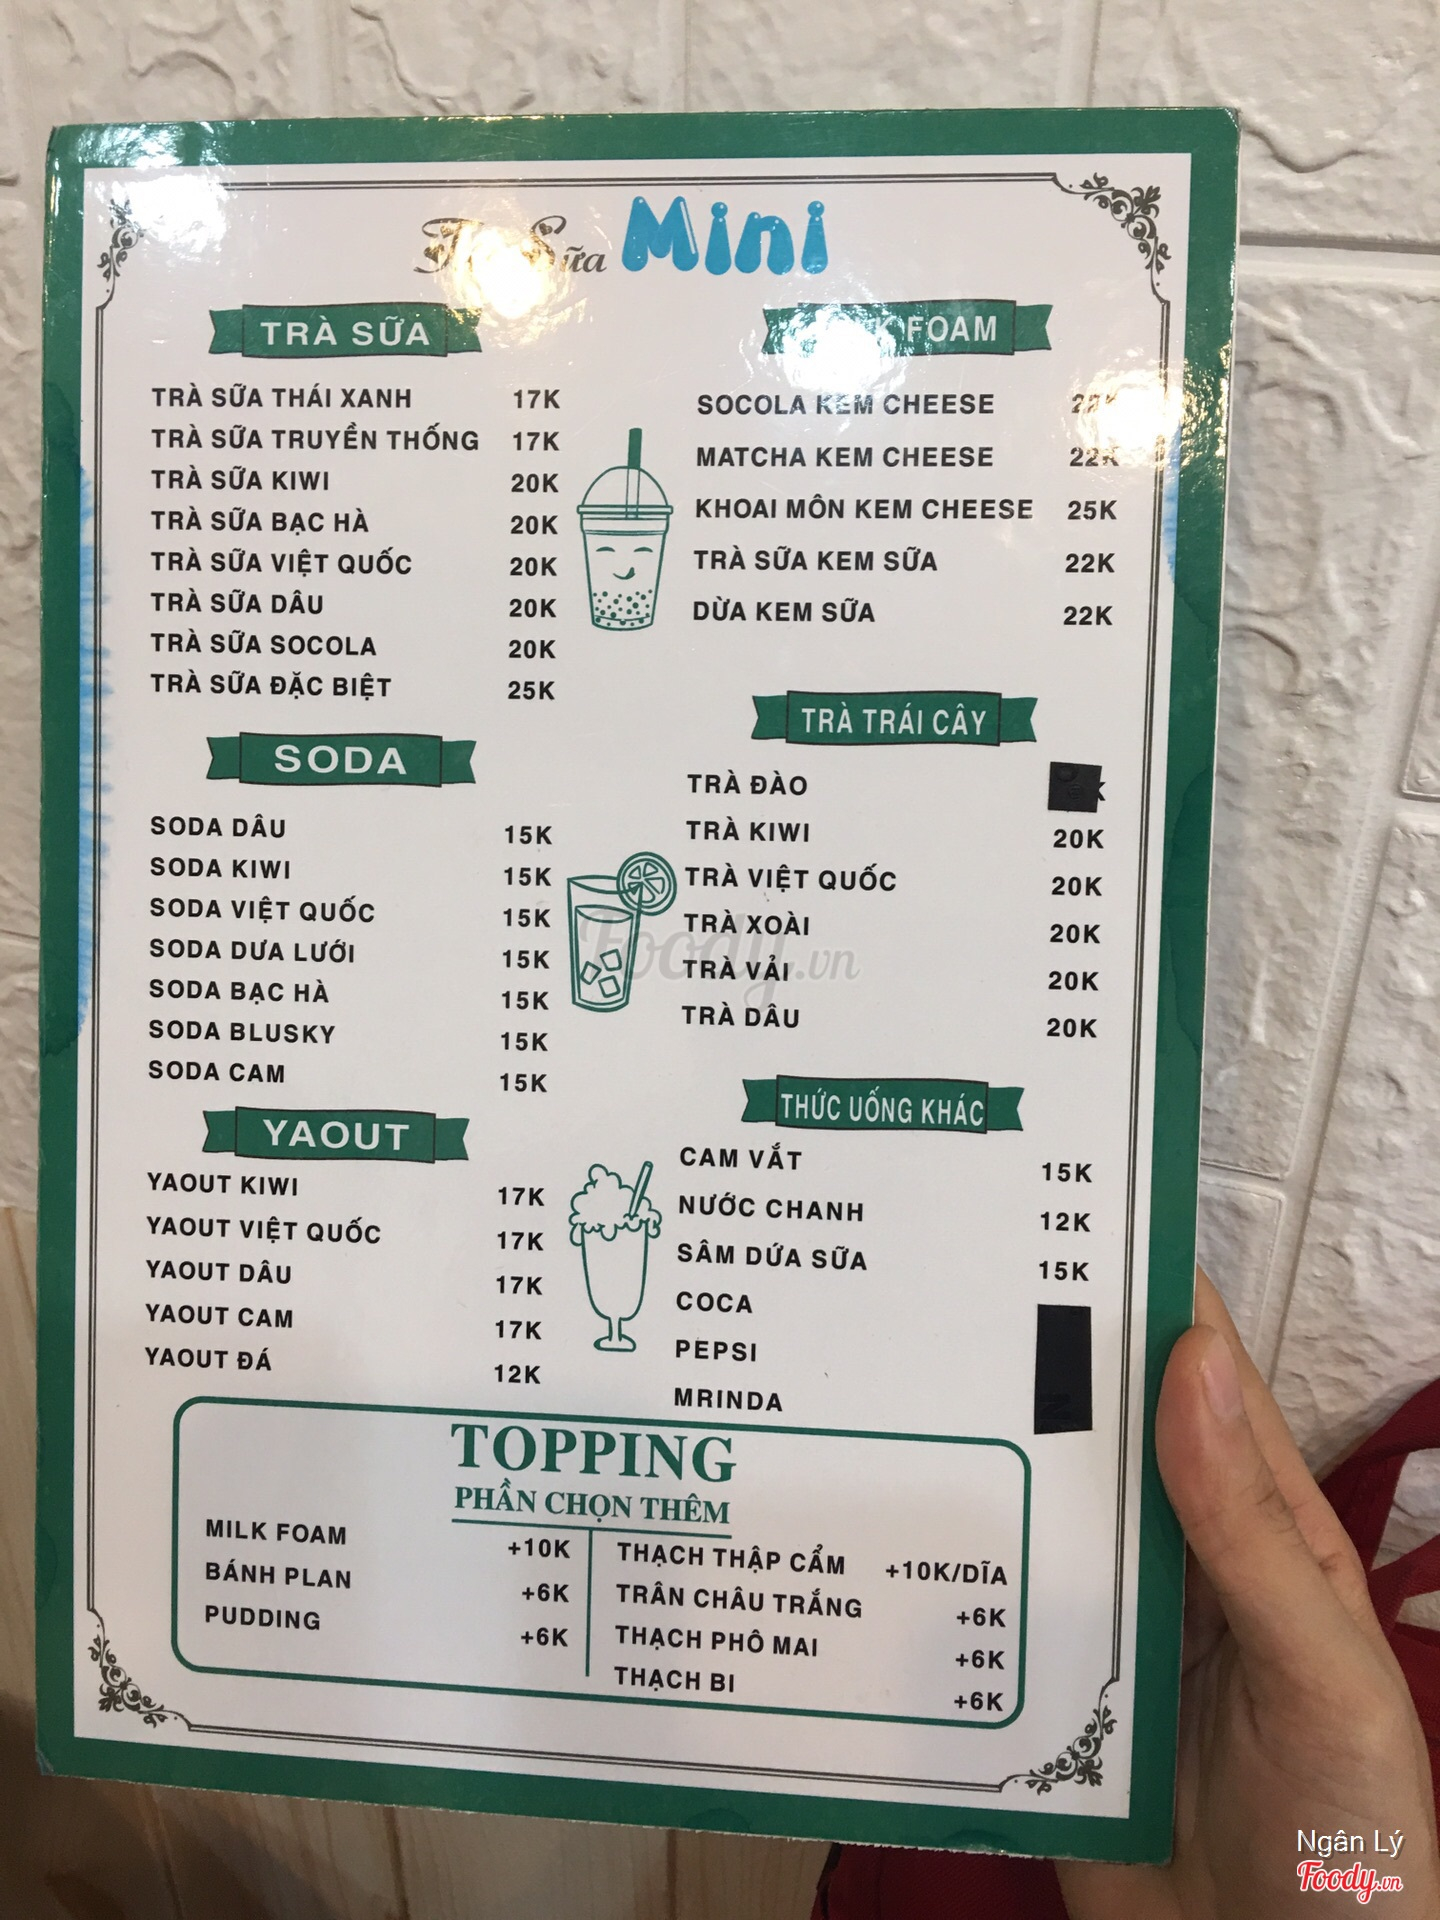 Sữa Mini
TRÀ SỮA
TRÀ SỮA THÁI XANH 17K
TRÀ SỮA TRUYỀN THỐNG 17K
TRÀ SỮA KIWI 20K
TRÀ SỮA BẠC HÀ 20K
TRÀ SỮA VIỆT QUỐC 20K
TRÀ SỮA DÂU 20K
TRÀ SỮA SOCOLA 20K
TRÀ SỮA ĐẶC BIỆT 25K
SODA
SODA DÂU 15K
SODA KIWI 15K
SODA VIỆT QUỐC 15K
SODA DƯA LƯỚI 15K
SODA BẠC HÀ 15K
SODA BLUSKY 15K
SODA CAM 15K
YAOUT
YAOUT KIWI 17K
YAOUT VIỆT QUỐC 17K
YAOUT DÂU 17K
YAOUT CAM 17K
YAOUT ĐÁ 12K
FOAM
SOCOLA KEM CHEESE 22K
MATCHA KEM CHEESE 22K
KHOAI MÔN KEM CHEESE 25K
TRÀ SỮA KEM SỮA 22K
DỪA KEM SỮA 22K
TRÀ TRÁI CÂY
TRÀ ĐÀO
TRÀ KIWI 20K
TRÀ VIỆT QUỐC 20K
TRÀ XOÀI 20K
TRÀ VẢI 20K
TRÀ DÂU 20K
THỨC UỐNG KHÁC
CAM VẮT 15K
NƯỚC CHANH 12K
SÂM DỨA SỮA 15K
COCA
PEPSI
MRINDA
TOPPING
PHẦN CHỌN THÊM
MILK FOAM +10K
BÁNH PLAN +6K
PUDDING +6K
THẠCH THẬP CẨM +10K/DĨA
TRÂN CHÂU TRẮNG +6K
THẠCH PHÔ MAI +6K
THẠCH BI +6K
Foody.vn
Ngân Lý
Foody.vn